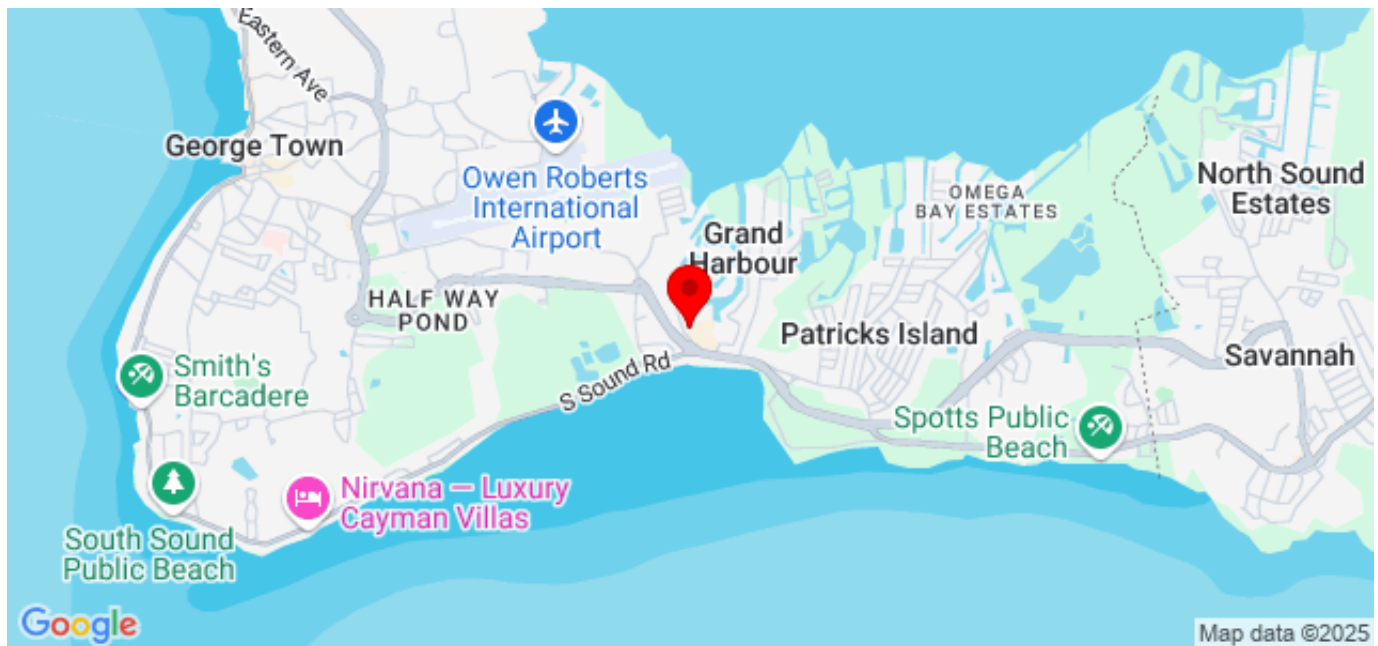 Eastern Ave
George Town
Owen Roberts
International
Airport
North Sound
Estates
OMEGA
BAY ESTATES
Grand
Harbour
HALF WAY
POND
Patricks Island
Savannah
Smith's
Barcadere
S Sound Rd
Spotts Public
Beach
Nirvana — Luxury
Cayman Villas
South Sound
Public Beach
Google
Map data ©2025